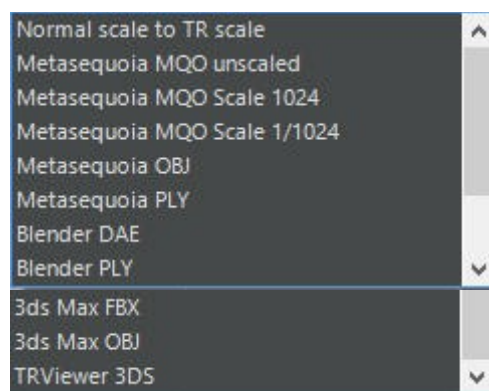 Normal scale to TR scale
Metasequoia MQO unscaled
Metasequoia MQO Scale 1024
Metasequoia MQO Scale 1/1024
Metasequoia OBJ
Metasequoia PLY
Blender DAE
Blender PLY
3ds Max FBX
3ds Max OBJ
TRViewer 3DS